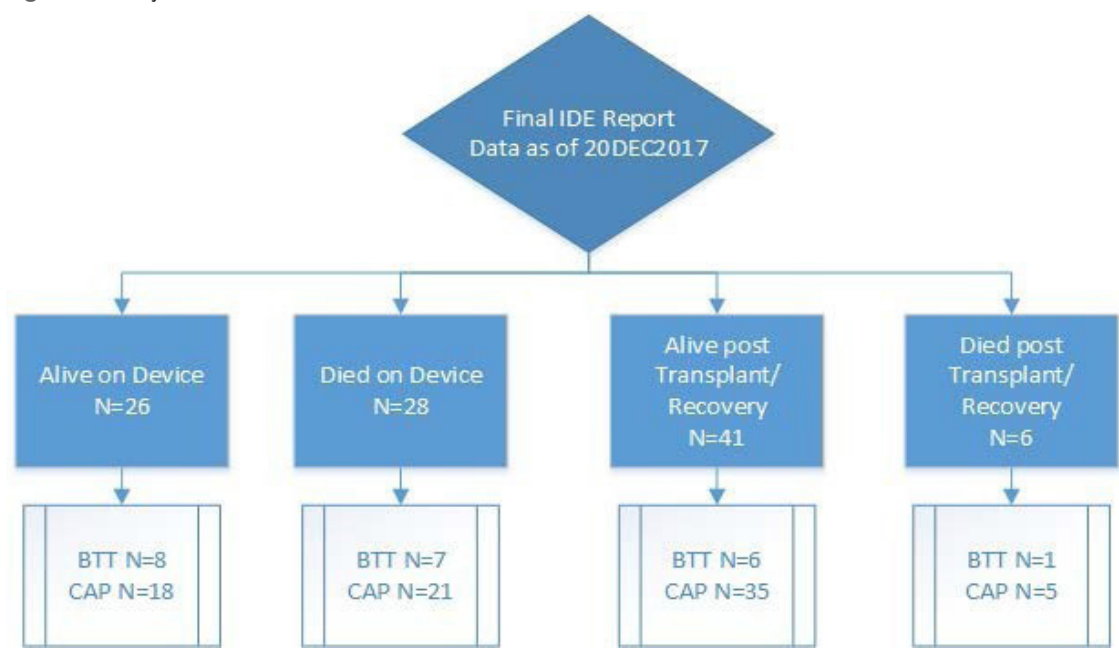 Final IDE Report
Data as of 20DEC2017
Alive on Device
N=26
Died on Device
N=28
Alive post
Transplant/
Recovery
N=41
Died post
Transplant/
Recovery
N=6
BTT N=8
CAP N=18
BTT N=7
CAP N=21
BTT N=6
CAP N=35
BTT N=1
CAP N=5